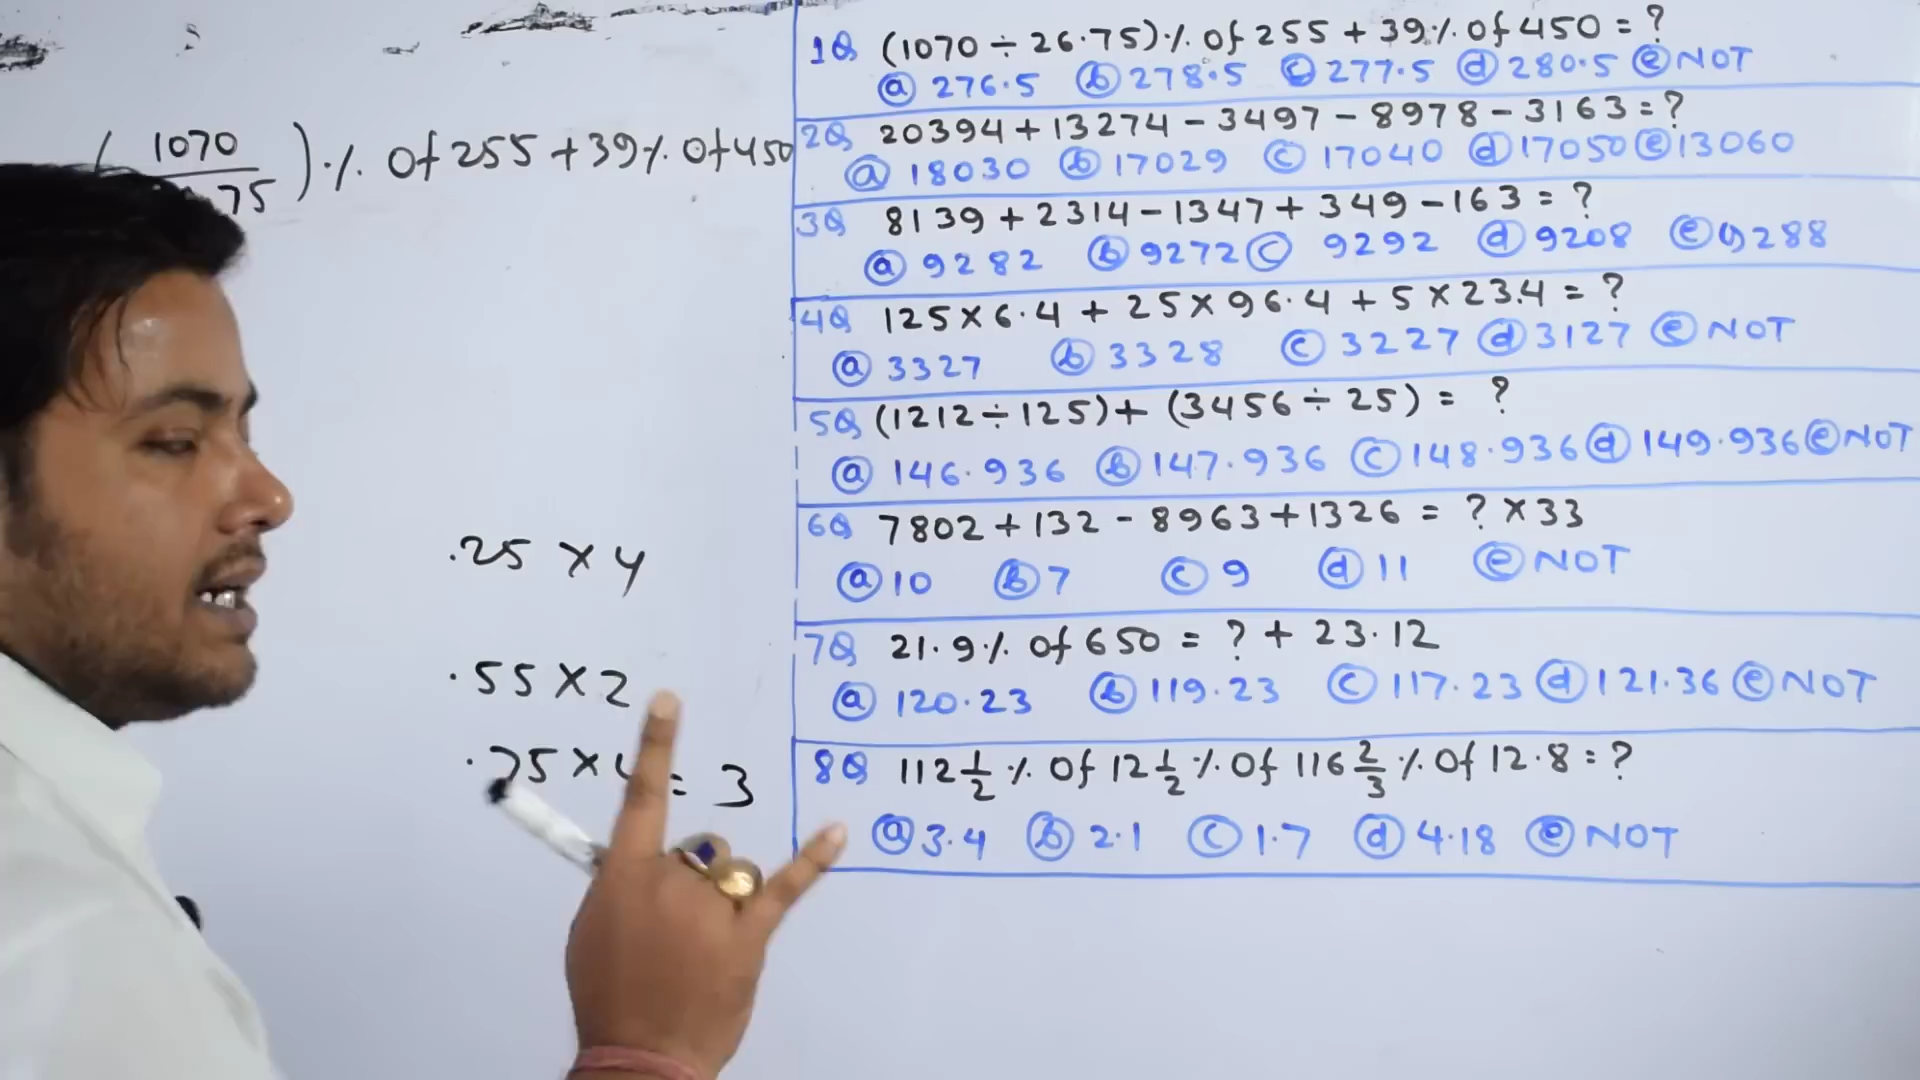 1Q (1070 ÷ 26.75)% of 255 + 39% of 450 = ?
ⓐ 276.5 ⓑ 278.5 ⓒ 277.5 ⓓ 280.5 ⓔ NOT
2Q 20394 + 13274 - 3497 - 8978 - 3163 = ?
ⓐ 18030 ⓑ 17029 ⓒ 17040 ⓓ 17050 ⓔ 13060
3Q 8139 + 2314 - 1347 + 349 - 163 = ?
ⓐ 9282 ⓑ 9272 ⓒ 9292 ⓓ 9208 ⓔ 9288
4Q 125 × 6.4 + 25 × 96.4 + 5 × 23.4 = ?
ⓐ 3327 ⓑ 3328 ⓒ 3227 ⓓ 3127 ⓔ NOT
5Q (1212 ÷ 125) + (3456 ÷ 25) = ?
ⓐ 146.936 ⓑ 147.936 ⓒ 148.936 ⓓ 149.936 ⓔ NOT
6Q 7802 + 132 - 8963 + 1326 = ? × 33
ⓐ 10 ⓑ 7 ⓒ 9 ⓓ 11 ⓔ NOT
7Q 21.9% of 650 = ? + 23.12
ⓐ 120.23 ⓑ 119.23 ⓒ 117.23 ⓓ 121.36 ⓔ NOT
8Q 112 1/2 % of 12 1/2 % of 116 2/3 % of 12.8 = ?
ⓐ 3.4 ⓑ 2.1 ⓒ 1.7 ⓓ 4.18 ⓔ NOT
(1070
75)% of 255 + 39% of 450
.25 × 4
.55 × 2
.75 × 4 = 3